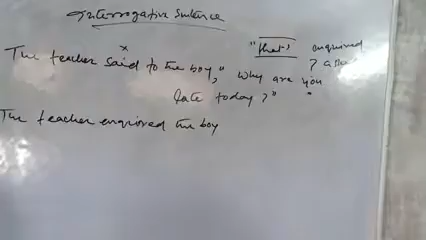 Interrogative Sentence
"that" enquired
The teacher said to the boy, " why are you
late today?"
The teacher enquired the boy